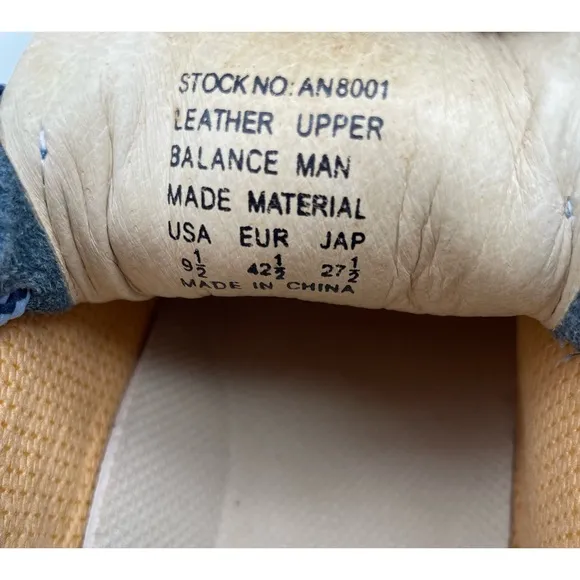 STOCK NO: AN8001
LEATHER UPPER
BALANCE MAN
MADE MATERIAL
USA EUR JAP
9½ 42½ 27½
MADE IN CHINA